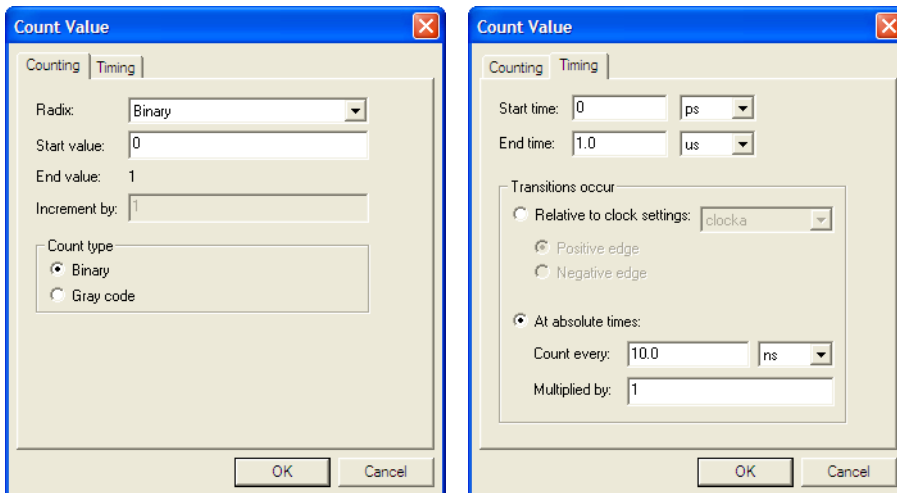 Count Value
Counting Timing
Radix: Binary
Start value: 0
End value: 1
Increment by: 1
Count type
Binary
Gray code
OK Cancel
Count Value
Counting Timing
Start time: 0 ps
End time: 1.0 us
Transitions occur
Relative to clock settings: clocka
Positive edge
Negative edge
At absolute times:
Count every: 10.0 ns
Multiplied by: 1
OK Cancel